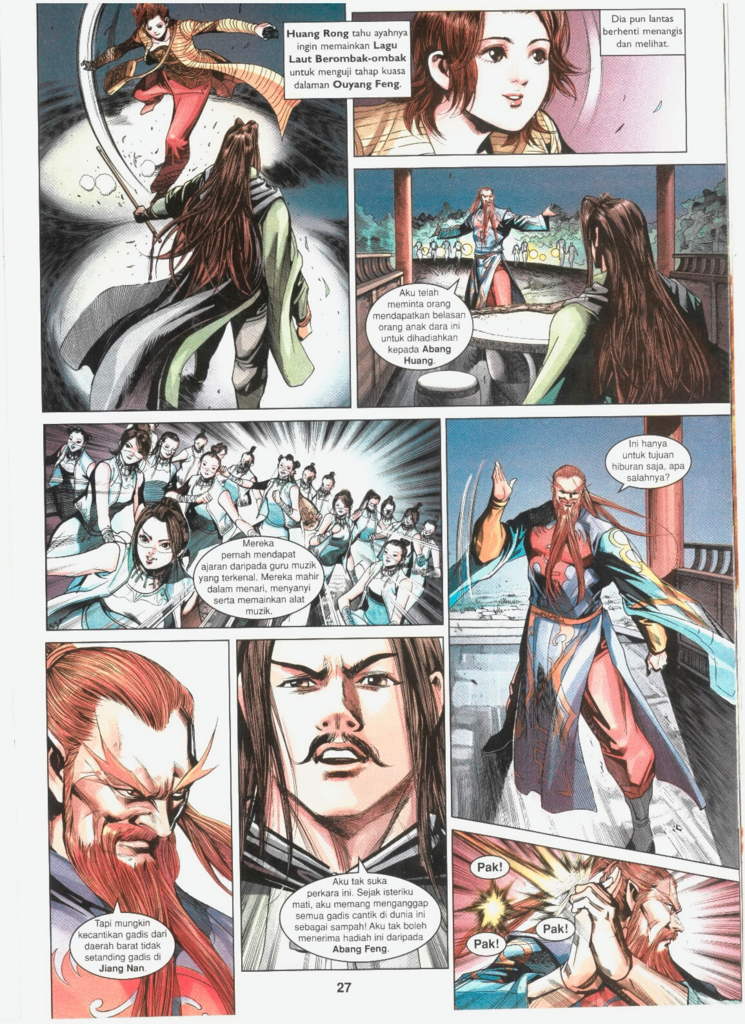 Huang Rong tahu ayahnya
ingin memainkan Lagu
Laut Berombak-ombak
untuk menguji tahap kuasa
dalaman Ouyang Feng.
Dia pun lantas
berhenti menangis
dan melihat.
Aku telah
meminta orang
mendapatkan belasan
orang anak dara ini
untuk dihadiahkan
kepada Abang
Huang.
Mereka
pernah mendapat
ajaran daripada guru muzik
yang terkenal. Mereka mahir
dalam menari, menyanyi
serta memainkan alat
muzik.
Ini hanya
untuk tujuan
hiburan saja, apa
salahnya?
Tapi mungkin
kecantikan gadis dari
daerah barat tidak
setanding gadis di
Jiang Nan.
Aku tak suka
perkara ini. Sejak isteriku
mati, aku memang menganggap
semua gadis cantik di dunia ini
sebagai sampah! Aku tak boleh
menerima hadiah ini daripada
Abang Feng.
Pak!
Pak!
Pak!
27